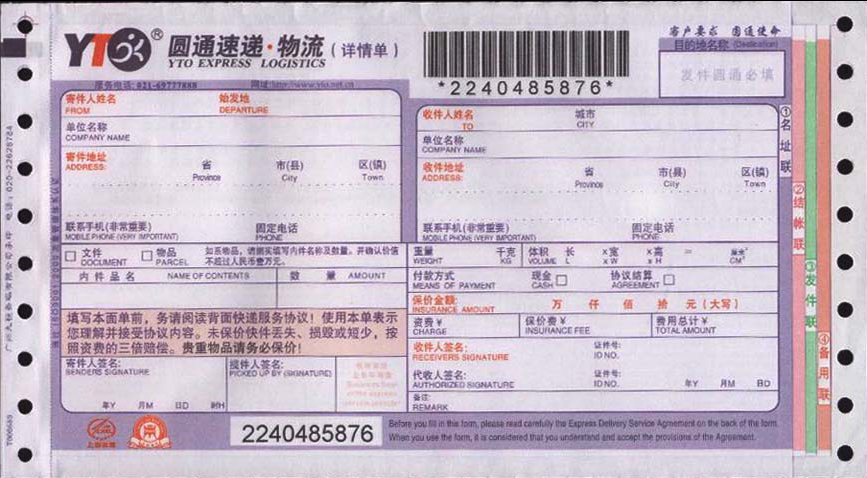 YTO®
圆通速递·物流(详情单)
YTO EXPRESS LOGISTICS
*2240485876*
客户要求 圆通使命
目的地名称
发件圆通必填
服务电话: 021-69777888 网址:http://www.yto.net.cn
寄件人姓名 始发地
FROM DEPARTURE
单位名称
COMPANY NAME
寄件地址
ADDRESS:
省 市(县) 区(镇)
Province City Town
联系手机(非常重要) 固定电话
MOBILE PHONE (VERY IMPORTANT) PHONE
收件人姓名 城市
TO CITY
单位名称
COMPANY NAME
收件地址
ADDRESS:
省 市(县) 区(镇)
Province City Town
联系手机(非常重要) 固定电话
MOBILE PHONE (VERY IMPORTANT) PHONE
①名址联
②结帐联
③发件联
④备用联
□文件 □物品
DOCUMENT PARCEL
如系物品,请据实填写内件名称及数量,并确认价值
不超过人民币壹万元.
内件品名 NAME OF CONTENTS 数量 AMOUNT
重量 千克 体积 长 x宽 x高 = 厘米³
WEIGHT KG VOLUME L x W x H CM³
付款方式 现金 □ 协议结算 □
MEANS OF PAYMENT CASH AGREEMENT
保价金额: 万 仟 佰 拾 元(大写)
INSURANCE AMOUNT
资费¥ 保价费¥ 费用总计¥
CHARGE INSURANCE FEE TOTAL AMOUNT
填写本面单前,务请阅读背面快递服务协议!使用本单表示
您理解并接受协议内容。未保价快件丢失、损毁或短少,按
照资费的三倍赔偿。贵重物品请务必保价!
寄件人签名: 揽件人签名:
SENDERS SIGNATURE PICKED UP BY (SIGNATURE)
年Y 月M 日D 时H
收件人签名: 证件号:
RECEIVERS SIGNATURE ID NO.
代收人签名: 证件号:
AUTHORIZED SIGNATURE ID NO. 年Y 月M 日D
备注:
REMARK
2240485876
Before you fill in this form, please read carefully the Express Delivery Service Agreement on the back of the form.
When you use the form, it is considered that you understand and accept the provisions of the Agreement.